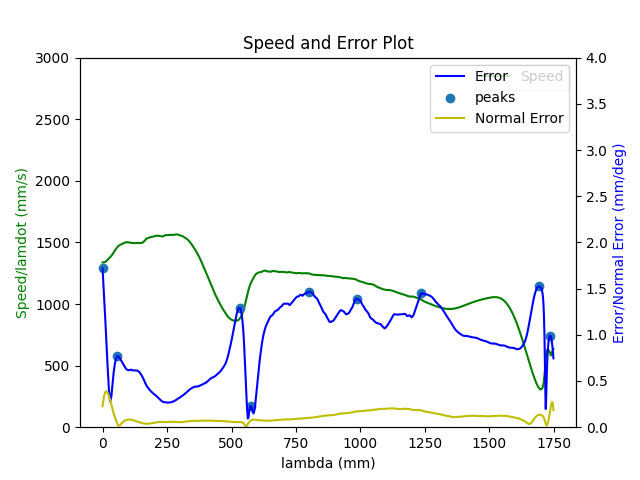 Speed and Error Plot
3000
2500
2000
1500
1000
500
0
Speed/lamdot (mm/s)
4.0
3.5
3.0
2.5
2.0
1.5
1.0
0.5
0.0
Error/Normal Error (mm/deg)
Speed
Error
peaks
Normal Error
0 250 500 750 1000 1250 1500 1750
lambda (mm)